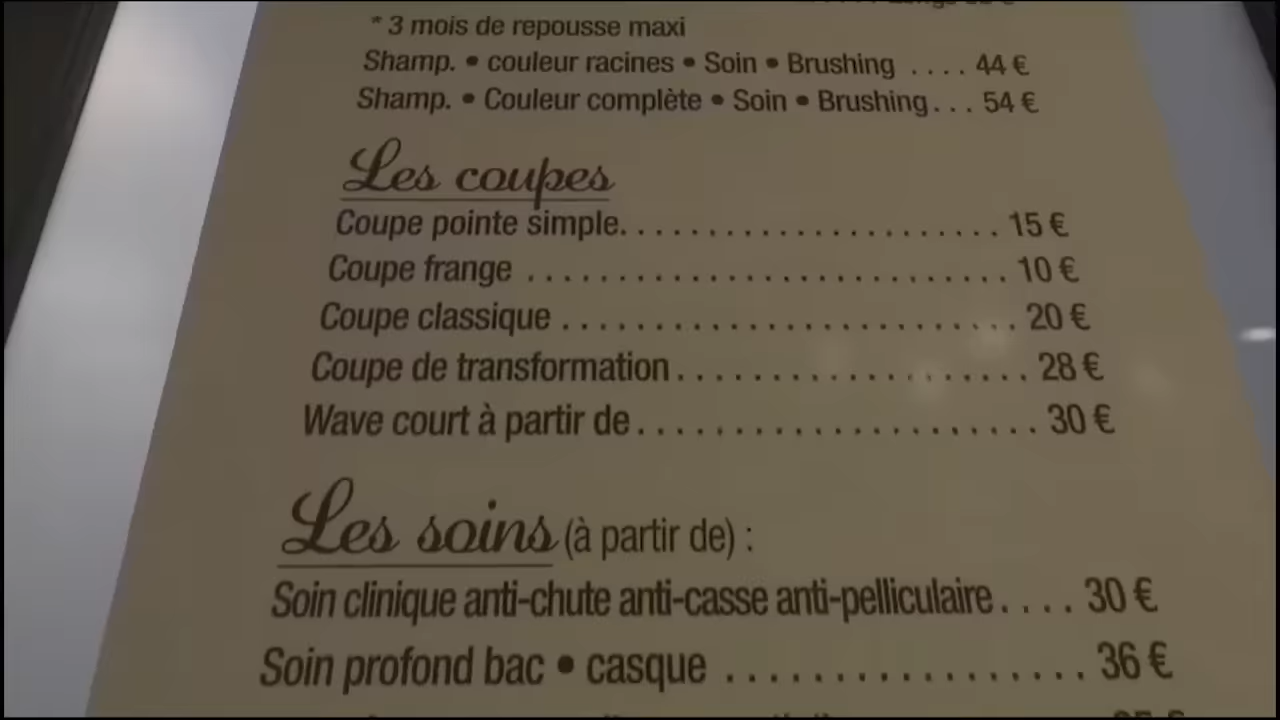 * 3 mois de repousse maxi
Shamp. • couleur racines • Soin • Brushing .... 44 €
Shamp. • Couleur complète • Soin • Brushing... 54 €
Les coupes
Coupe pointe simple....................... 15 €
Coupe frange .......................... 10 €
Coupe classique ........................ 20 €
Coupe de transformation................... 28 €
Wave court à partir de..................... 30 €
Les soins (à partir de) :
Soin clinique anti-chute anti-casse anti-pelliculaire.... 30 €
Soin profond bac • casque ................. 36 €